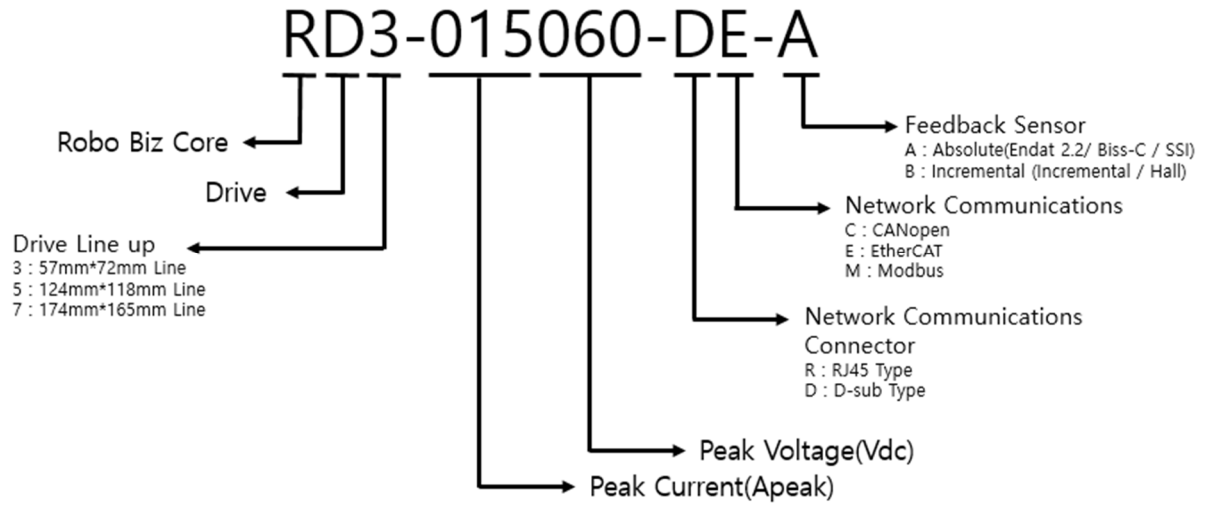 RD3-015060-DE-A
Robo Biz Core
Drive
Drive Line up
3 : 57mm*72mm Line
5 : 124mm*118mm Line
7 : 174mm*165mm Line
Feedback Sensor
A : Absolute(Endat 2.2/ Biss-C / SSI)
B : Incremental (Incremental / Hall)
Network Communications
C : CANopen
E : EtherCAT
M : Modbus
Network Communications
Connector
R : RJ45 Type
D : D-sub Type
Peak Voltage(Vdc)
Peak Current(Apeak)